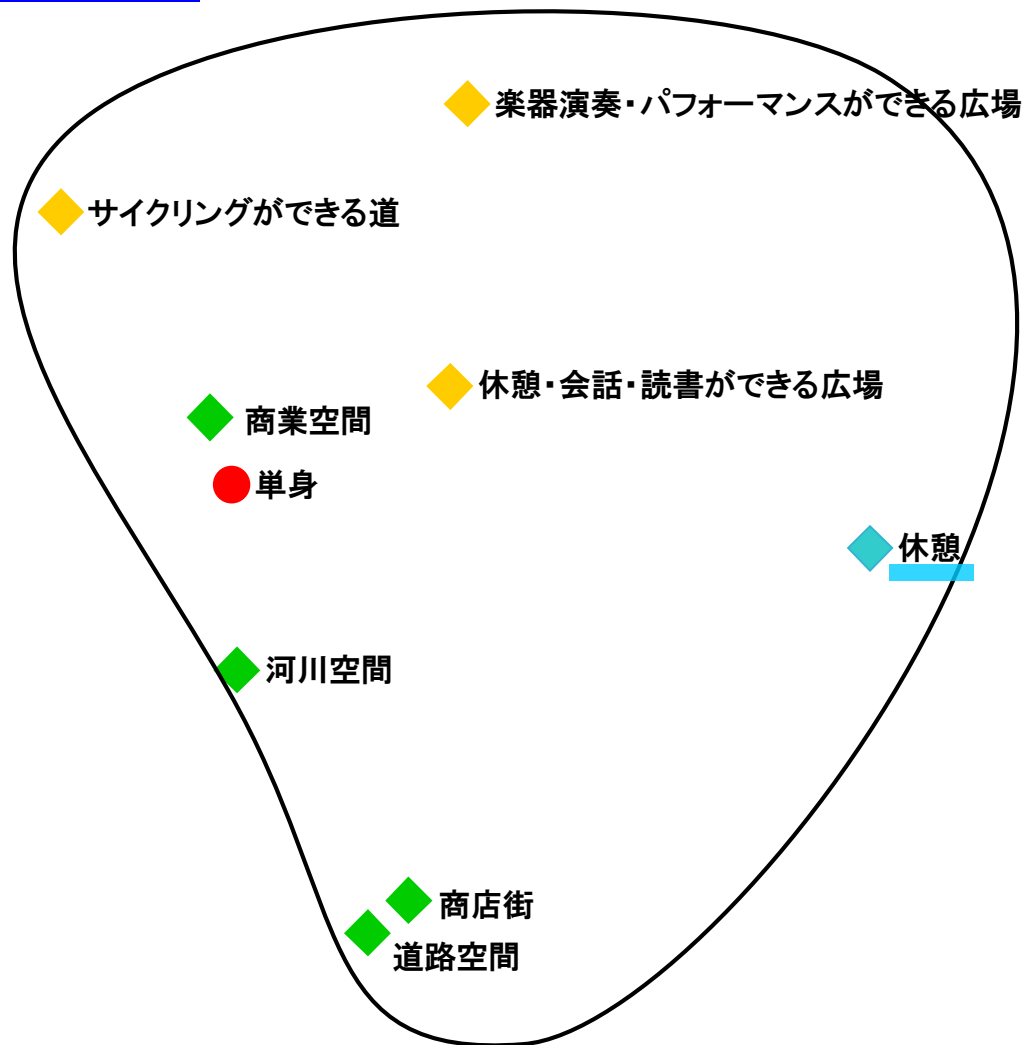 楽器演奏・パフォーマンスができる広場
サイクリングができる道
休憩・会話・読書ができる広場
商業空間
単身
休憩
河川空間
商店街
道路空間